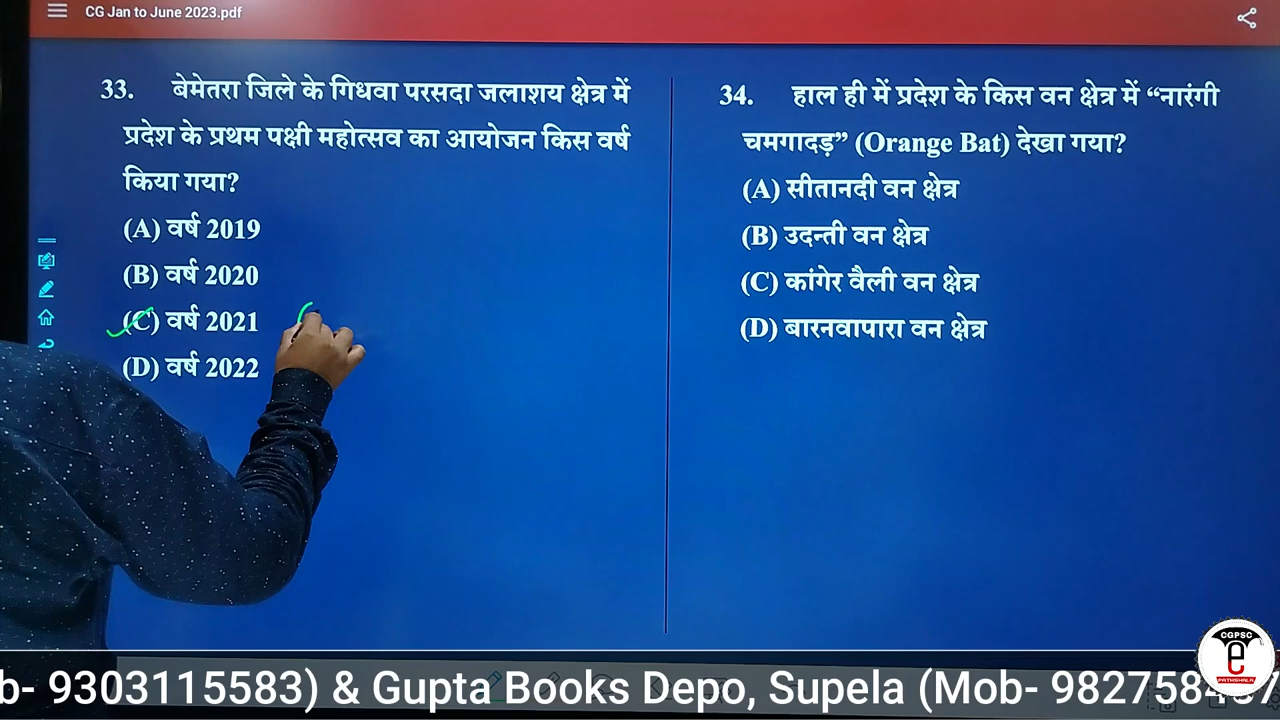 CG Jan to June 2023.pdf
33. बेमेतरा जिले के गिधवा परसदा जलाशय क्षेत्र में
प्रदेश के प्रथम पक्षी महोत्सव का आयोजन किस वर्ष
किया गया?
(A) वर्ष 2019
(B) वर्ष 2020
(C) वर्ष 2021
(D) वर्ष 2022
34. हाल ही में प्रदेश के किस वन क्षेत्र में “नारंगी
चमगादड़” (Orange Bat) देखा गया?
(A) सीतानदी वन क्षेत्र
(B) उदन्ती वन क्षेत्र
(C) कांगेर वैली वन क्षेत्र
(D) बारनवापारा वन क्षेत्र
CGPSC
e
PATHSHALA
b- 9303115583) & Gupta Books Depo, Supela (Mob-